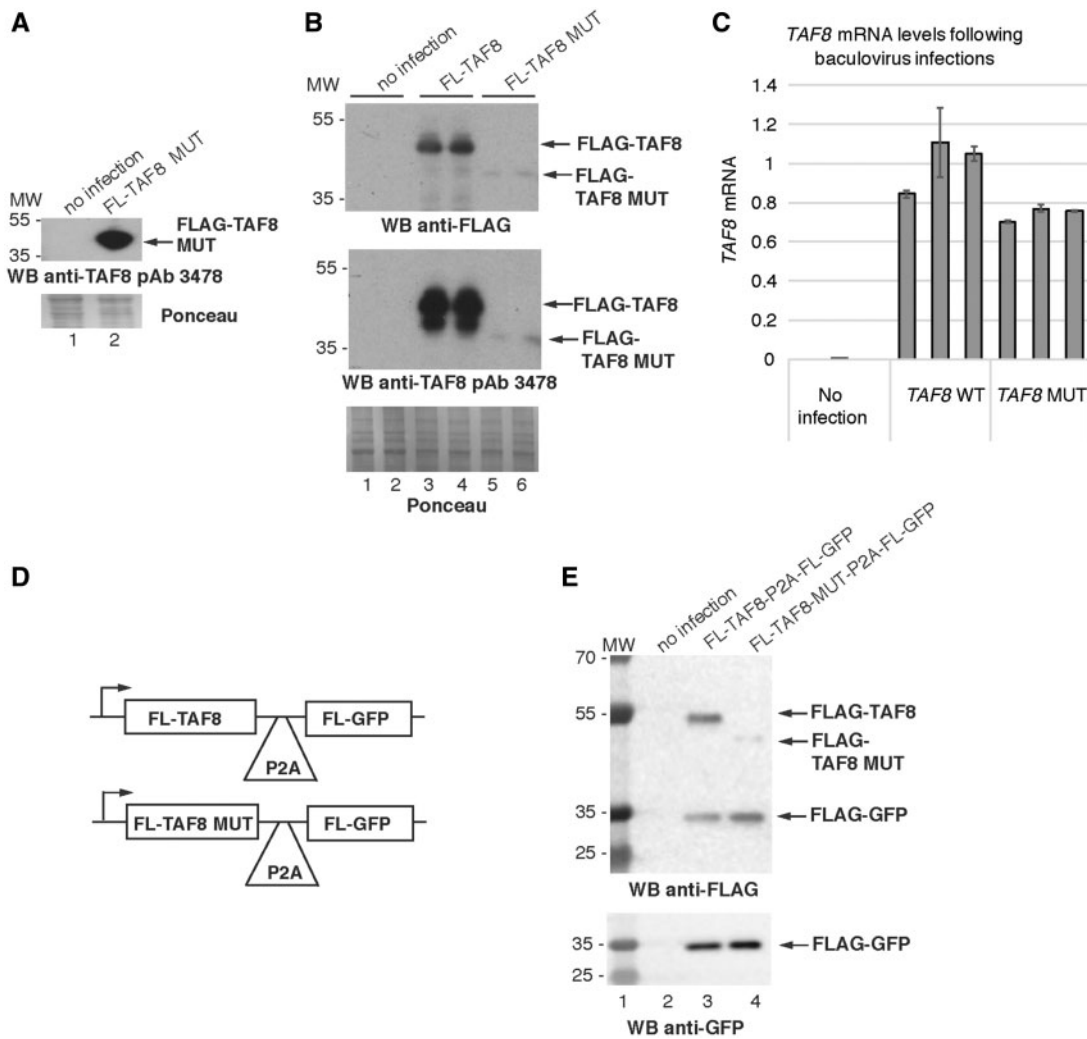 A
MW
no infection
FL-TAF8 MUT
55
35
FLAG-TAF8
MUT
WB anti-TAF8 pAb 3478
Ponceau
1 2
B
MW
no infection
FL-TAF8
FL-TAF8 MUT
55 -
35 -
FLAG-TAF8
FLAG-
TAF8 MUT
WB anti-FLAG
55 -
35 -
FLAG-TAF8
FLAG-
TAF8 MUT
WB anti-TAF8 pAb 3478
1 2 3 4 5 6
Ponceau
C
TAF8 mRNA levels following
baculovirus infections
TAF8 mRNA
1.4
1.2
1
0.8
0.6
0.4
0.2
0
No
infection
TAF8 WT
TAF8 MUT
D
FL-TAF8
FL-GFP
P2A
FL-TAF8 MUT
FL-GFP
P2A
E
MW
no infection
FL-TAF8-P2A-FL-GFP
FL-TAF8-MUT-P2A-FL-GFP
70 -
55 -
35 -
25 -
FLAG-TAF8
FLAG-
TAF8 MUT
FLAG-GFP
WB anti-FLAG
35 -
25 -
FLAG-GFP
1 2 3 4
WB anti-GFP